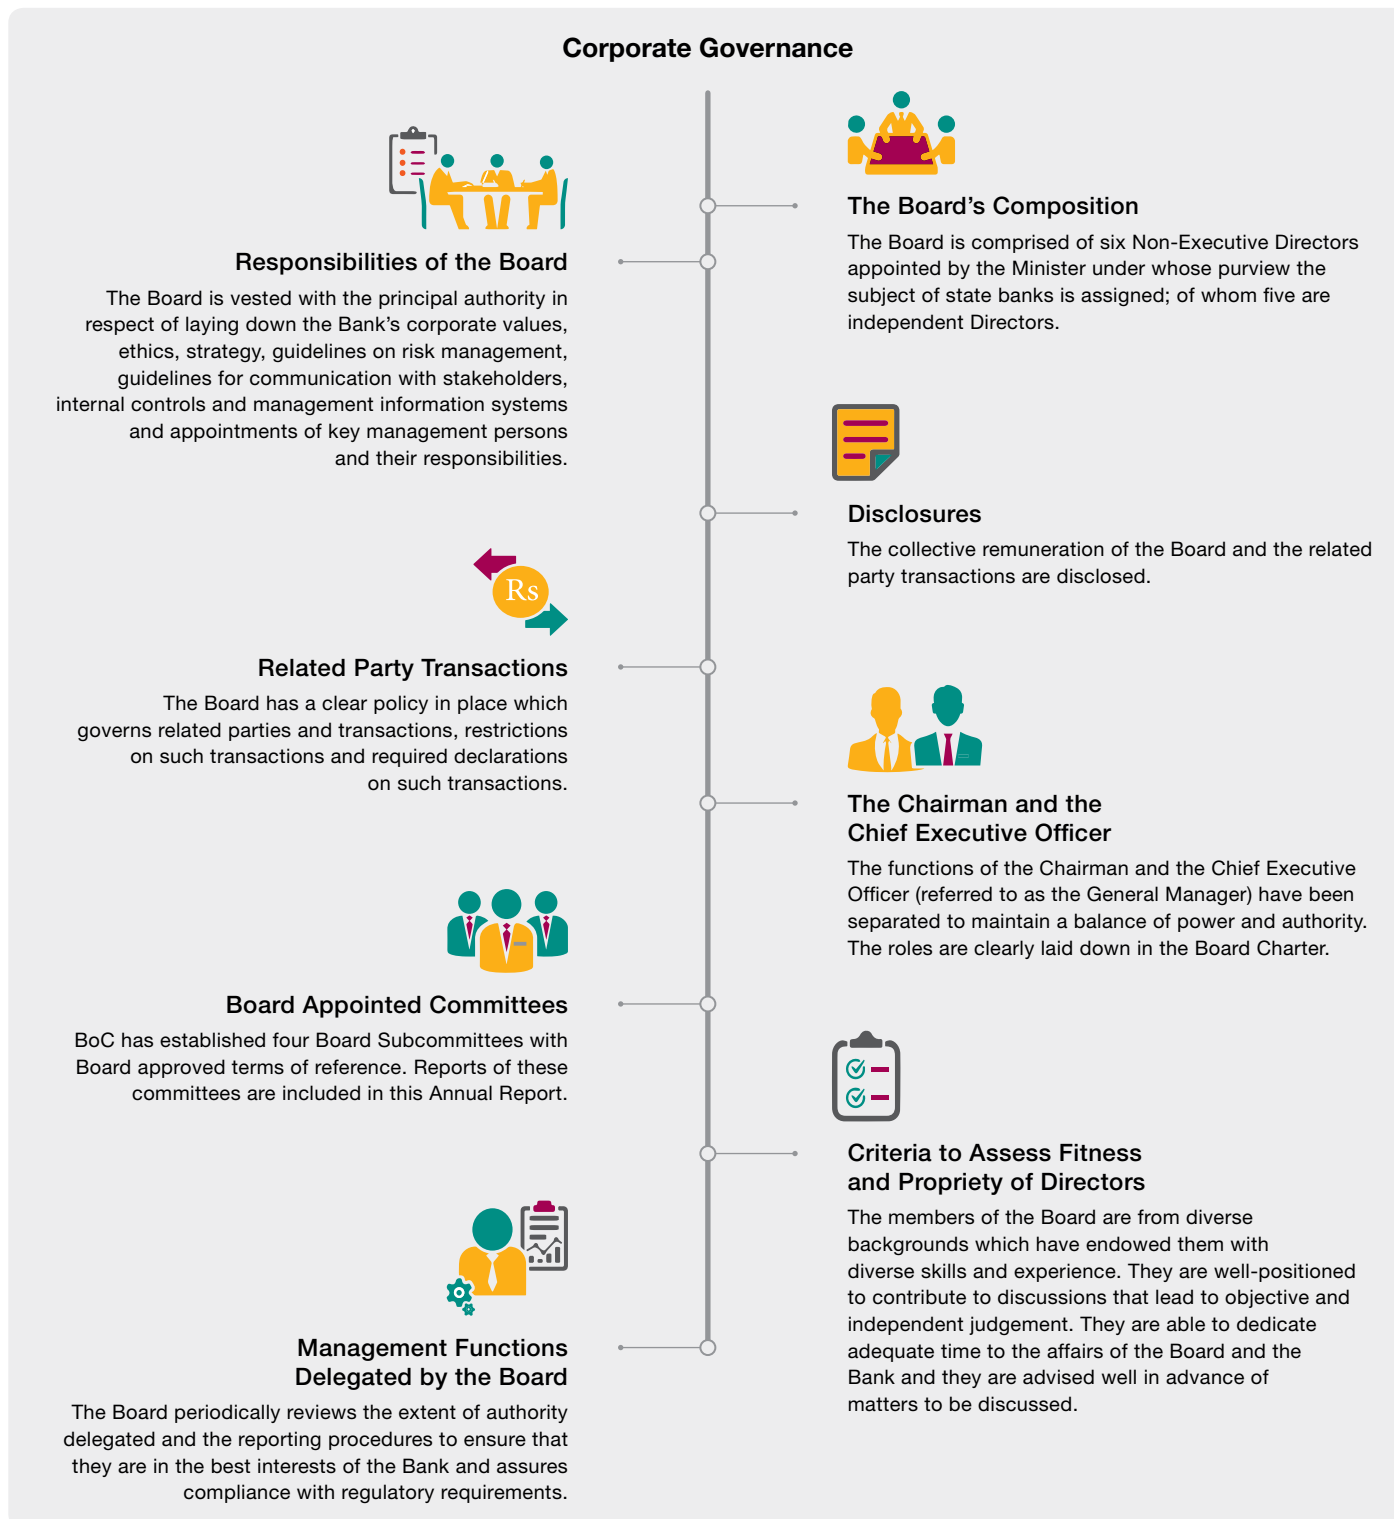 Corporate Governance
The Board’s Composition
The Board is comprised of six Non-Executive Directors
appointed by the Minister under whose purview the
subject of state banks is assigned; of whom five are
independent Directors.
Responsibilities of the Board
The Board is vested with the principal authority in
respect of laying down the Bank’s corporate values,
ethics, strategy, guidelines on risk management,
guidelines for communication with stakeholders,
internal controls and management information systems
and appointments of key management persons
and their responsibilities.
Disclosures
The collective remuneration of the Board and the related
party transactions are disclosed.
Rs
Related Party Transactions
The Board has a clear policy in place which
governs related parties and transactions, restrictions
on such transactions and required declarations
on such transactions.
The Chairman and the
Chief Executive Officer
The functions of the Chairman and the Chief Executive
Officer (referred to as the General Manager) have been
separated to maintain a balance of power and authority.
The roles are clearly laid down in the Board Charter.
Board Appointed Committees
BoC has established four Board Subcommittees with
Board approved terms of reference. Reports of these
committees are included in this Annual Report.
Criteria to Assess Fitness
and Propriety of Directors
The members of the Board are from diverse
backgrounds which have endowed them with
diverse skills and experience. They are well-positioned
to contribute to discussions that lead to objective and
independent judgement. They are able to dedicate
adequate time to the affairs of the Board and the
Bank and they are advised well in advance of
matters to be discussed.
Management Functions
Delegated by the Board
The Board periodically reviews the extent of authority
delegated and the reporting procedures to ensure that
they are in the best interests of the Bank and assures
compliance with regulatory requirements.